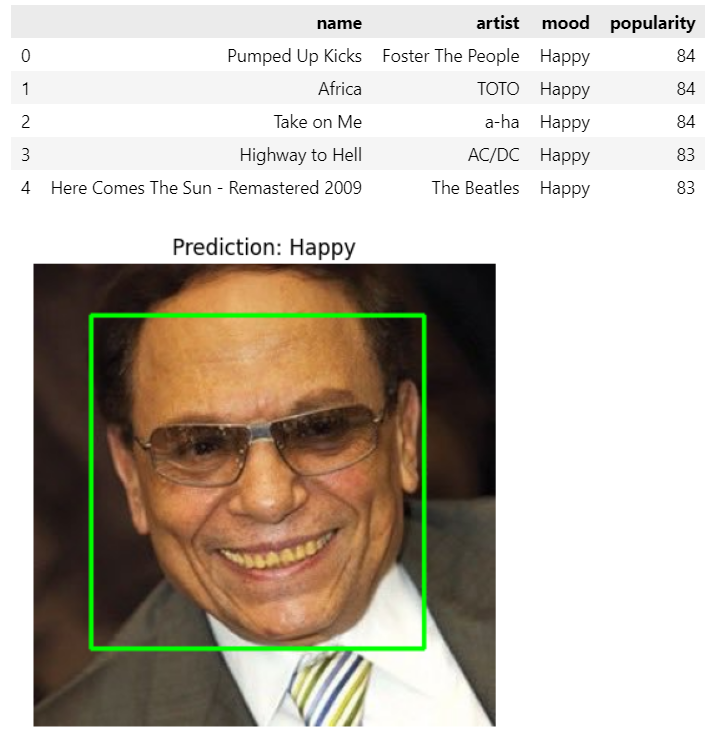 name artist mood popularity
0 Pumped Up Kicks Foster The People Happy 84
1 Africa TOTO Happy 84
2 Take on Me a-ha Happy 84
3 Highway to Hell AC/DC Happy 83
4 Here Comes The Sun - Remastered 2009 The Beatles Happy 83
Prediction: Happy